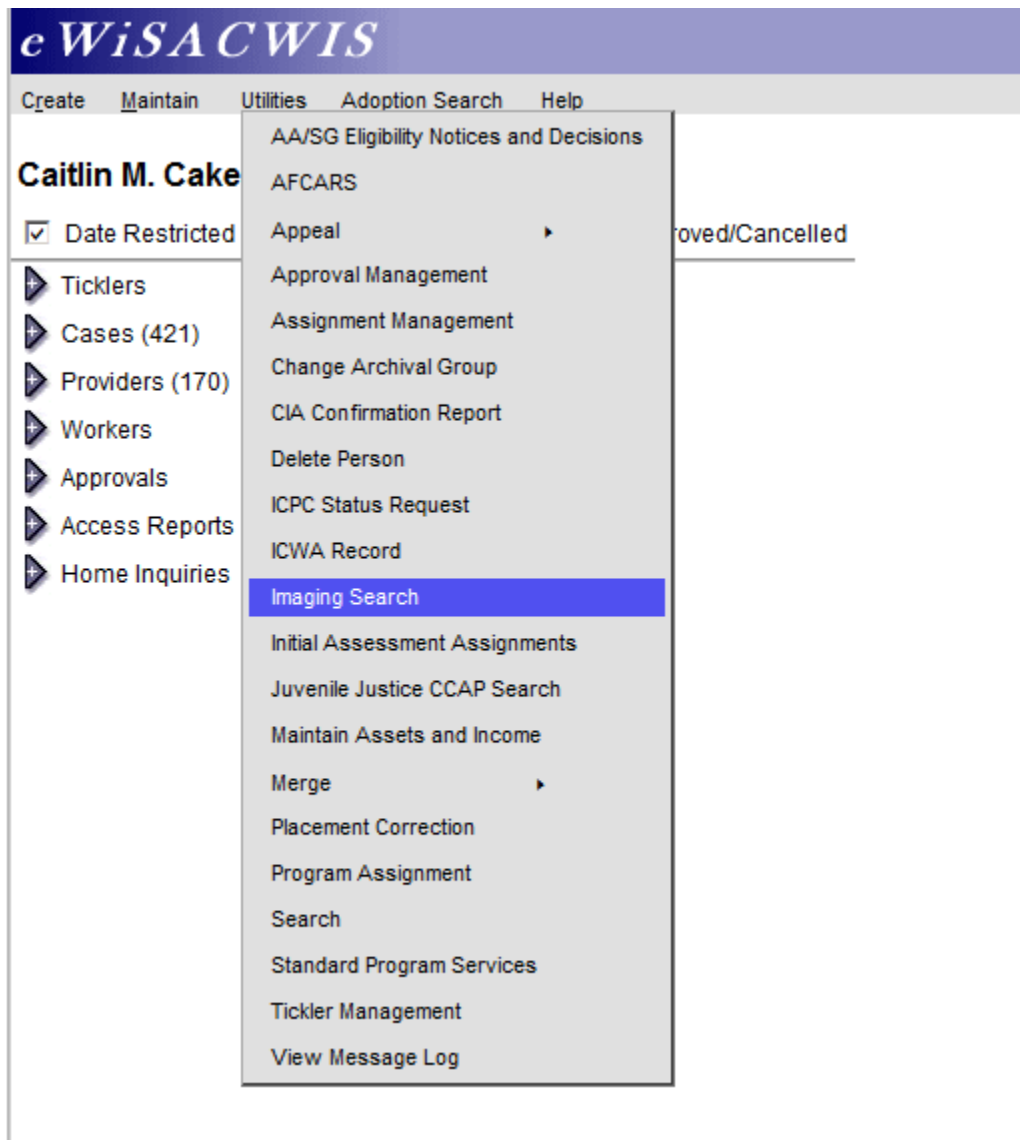 eWiSACWIS
Create Maintain Utilities Adoption Search Help
Caitlin M. Cake
Date Restricted
roved/Cancelled
Ticklers
Cases (421)
Providers (170)
Workers
Approvals
Access Reports
Home Inquiries
AA/SG Eligibility Notices and Decisions
AFCARS
Appeal
Approval Management
Assignment Management
Change Archival Group
CIA Confirmation Report
Delete Person
ICPC Status Request
ICWA Record
Imaging Search
Initial Assessment Assignments
Juvenile Justice CCAP Search
Maintain Assets and Income
Merge
Placement Correction
Program Assignment
Search
Standard Program Services
Tickler Management
View Message Log